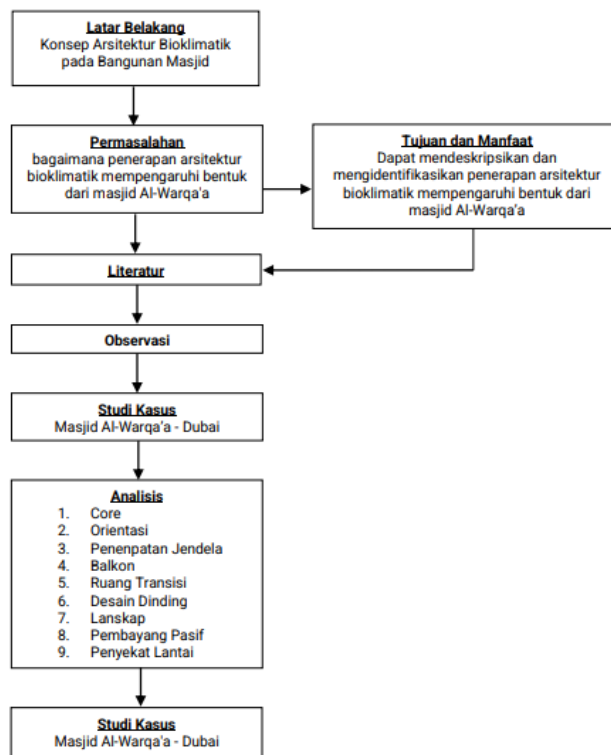 Latar Belakang
Konsep Arsitektur Bioklimatik
pada Bangunan Masjid
Permasalahan
bagaimana penerapan arsitektur
bioklimatik mempengaruhi bentuk
dari masjid Al-Warqa'a
Tujuan dan Manfaat
Dapat mendeskripsikan dan
mengidentifikasikan penerapan arsitektur
bioklimatik mempengaruhi bentuk dari
masjid Al-Warqa'a
Literatur
Observasi
Studi Kasus
Masjid Al-Warqa'a - Dubai
Analisis
1. Core
2. Orientasi
3. Penenpatan Jendela
4. Balkon
5. Ruang Transisi
6. Desain Dinding
7. Lanskap
8. Pembayang Pasif
9. Penyekat Lantai
Studi Kasus
Masjid Al-Warqa'a - Dubai